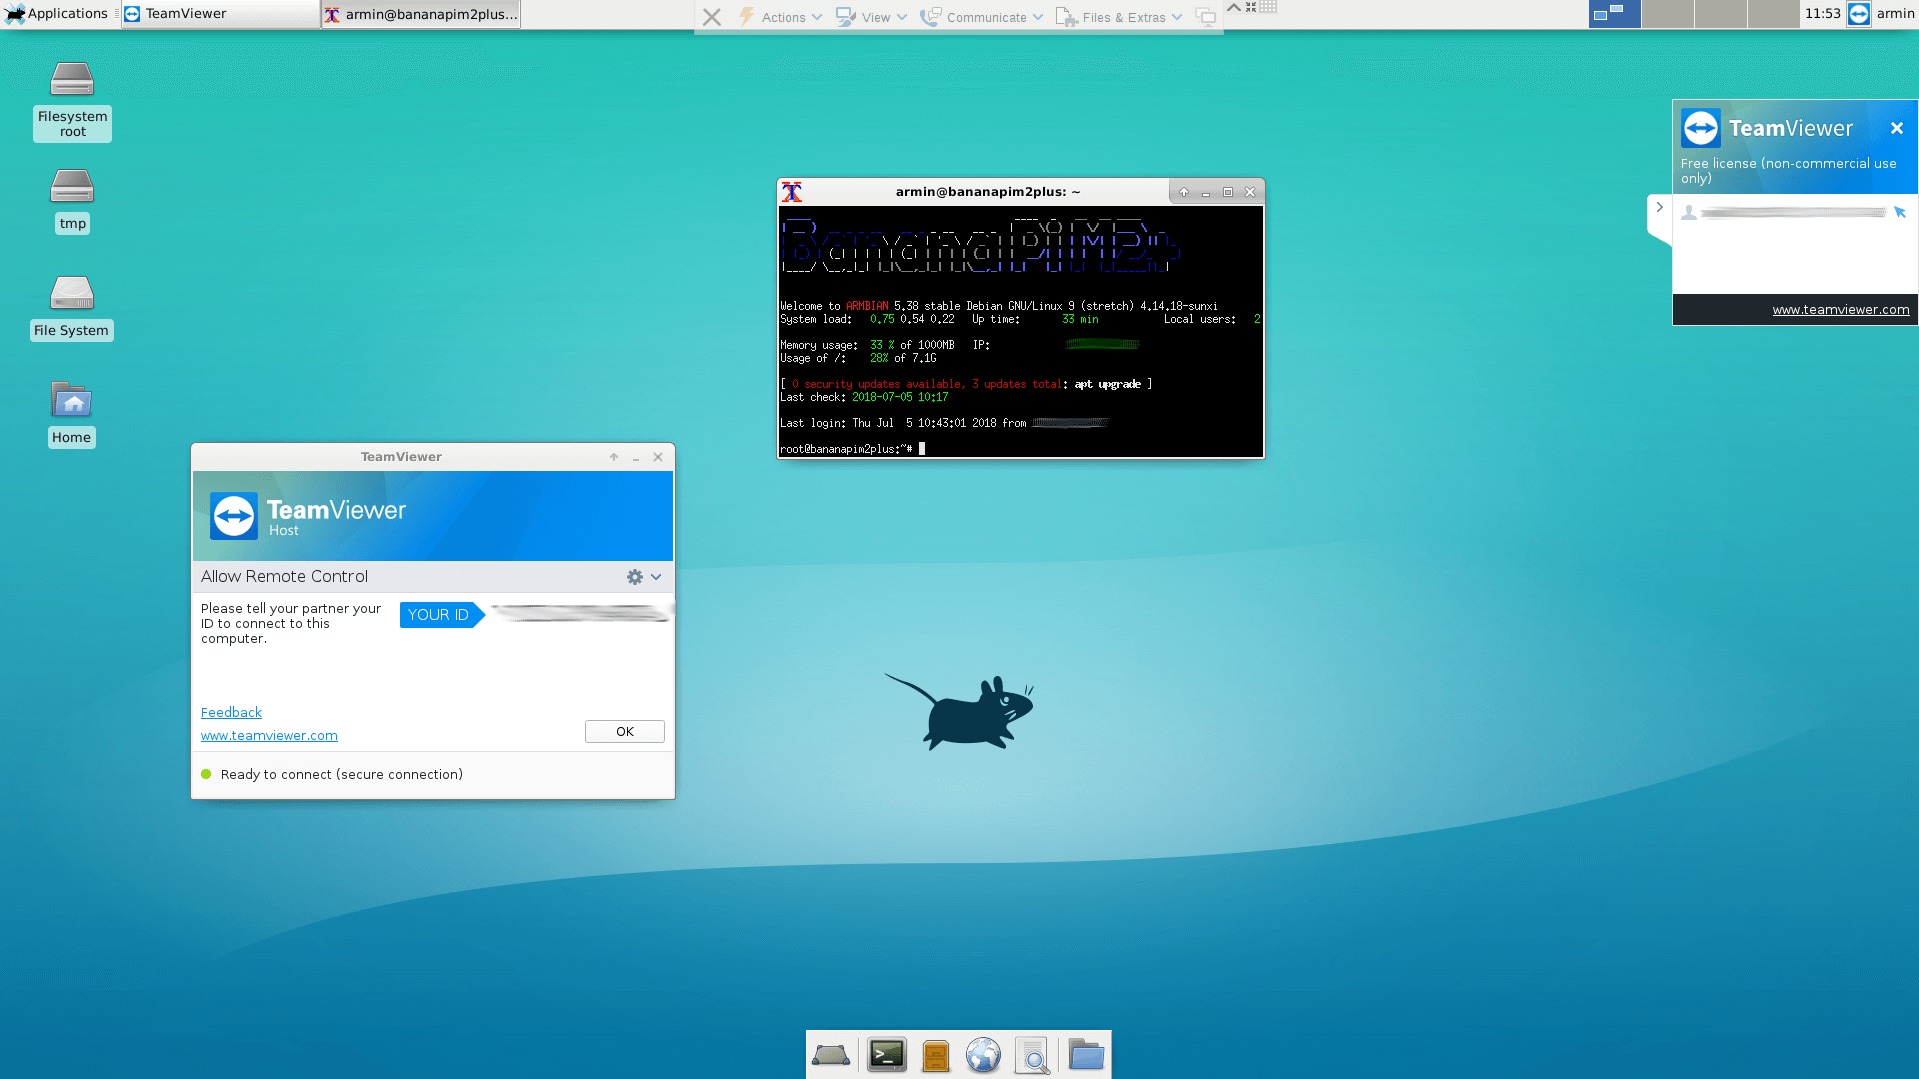 Applications
TeamViewer
armin@bananapim2plus...
Actions
View
Communicate
Files & Extras
11:53
armin
Filesystem
root
tmp
File System
Home
TeamViewer
Free license (non-commercial use
only)
www.teamviewer.com
armin@bananapim2plus: ~
BananaPiM2+
Welcome to ARMBIAN 5.38 stable Debian GNU/Linux 9 (stretch) 4.14.18-sunxi
System load: 0.75 0.54 0.22 Up time: 33 min Local users: 2
Memory usage: 33 % of 1000MB IP:
Usage of /: 28% of 7.1G
[ 0 security updates available, 3 updates total: apt upgrade ]
Last check: 2018-07-05 10:17
Last login: Thu Jul 5 10:43:01 2018 from
root@bananapim2plus:~#
TeamViewer
TeamViewer
Host
Allow Remote Control
Please tell your partner your
ID to connect to this
computer.
YOUR ID
Feedback
www.teamviewer.com
OK
Ready to connect (secure connection)